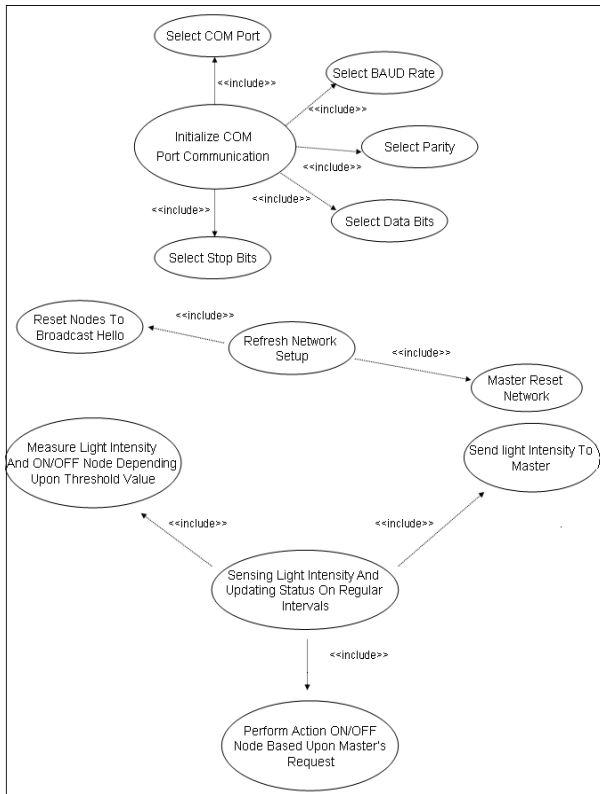 Select COM Port
<<include>>
Select BAUD Rate
<<include>>
Initialize COM
Port Communication
Select Parity
<<include>>
<<include>>
<<include>>
Select Data Bits
Select Stop Bits
Reset Nodes To
Broadcast Hello
<<include>>
Refresh Network
Setup
<<include>>
Master Reset
Network
Measure Light Intensity
And ON/OFF Node Depending
Upon Threshold Value
Send light Intensity To
Master
<<include>>
<<include>>
Sensing Light Intensity And
Updating Status On Regular
Intervals
<<include>>
Perform Action ON/OFF
Node Based Upon Master's
Request